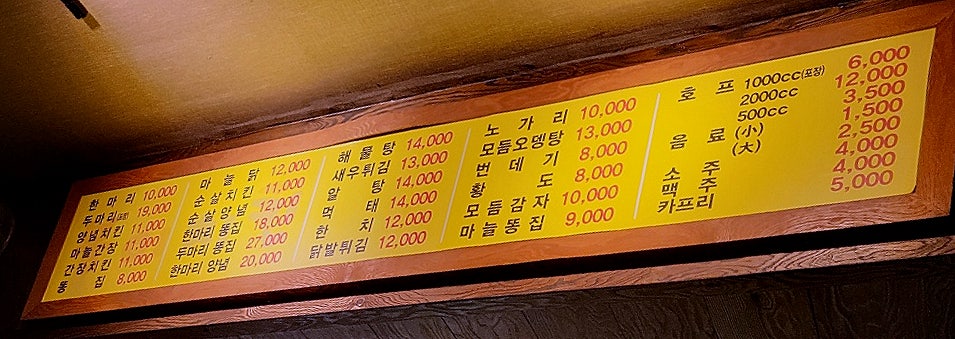 한 마 리 10,000
두마리 19,000
양념치킨 11,000
마늘간장 11,000
간장치킨 11,000
똥 집 8,000
마 늘 닭 12,000
순살치킨 11,000
순살양념 12,000
한마리 똥집 18,000
두마리 똥집 27,000
한마리 양념 20,000
해 물 탕 14,000
새우튀김 13,000
알 탕 14,000
먹 태 14,000
한 치 12,000
닭발튀김 12,000
노 가 리 10,000
모듬오뎅탕 13,000
번 데 기 8,000
황 도 8,000
모 듬 감 자 10,000
마 늘 똥 집 9,000
호 프 1000cc(포장) 6,000
2000cc 12,000
500cc 3,500
음 료 (小) 1,500
(大) 2,500
소 주 4,000
맥 주 4,000
카프리 5,000